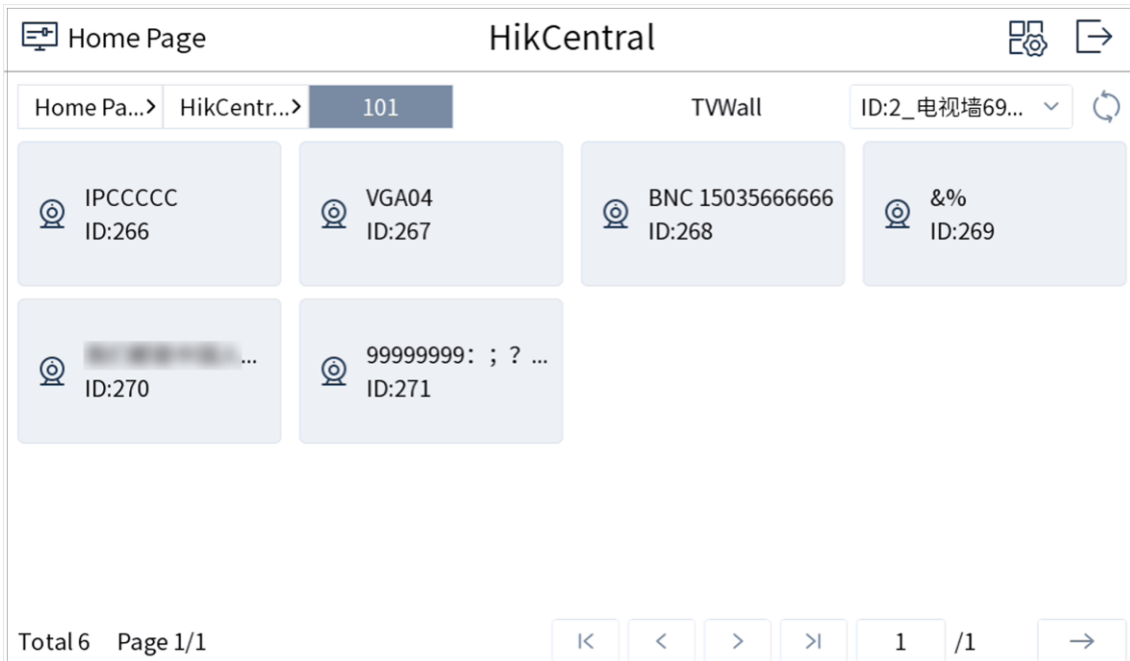 Home Page
HikCentral
Home Pa...
HikCentr...
101
TVWall
ID:2_电视墙69...
IPCCCCC
ID:266
VGA04
ID:267
BNC 15035666666
ID:268
&%
ID:269
...
ID:270
99999999：；？...
ID:271
Total 6
Page 1/1
1
/1